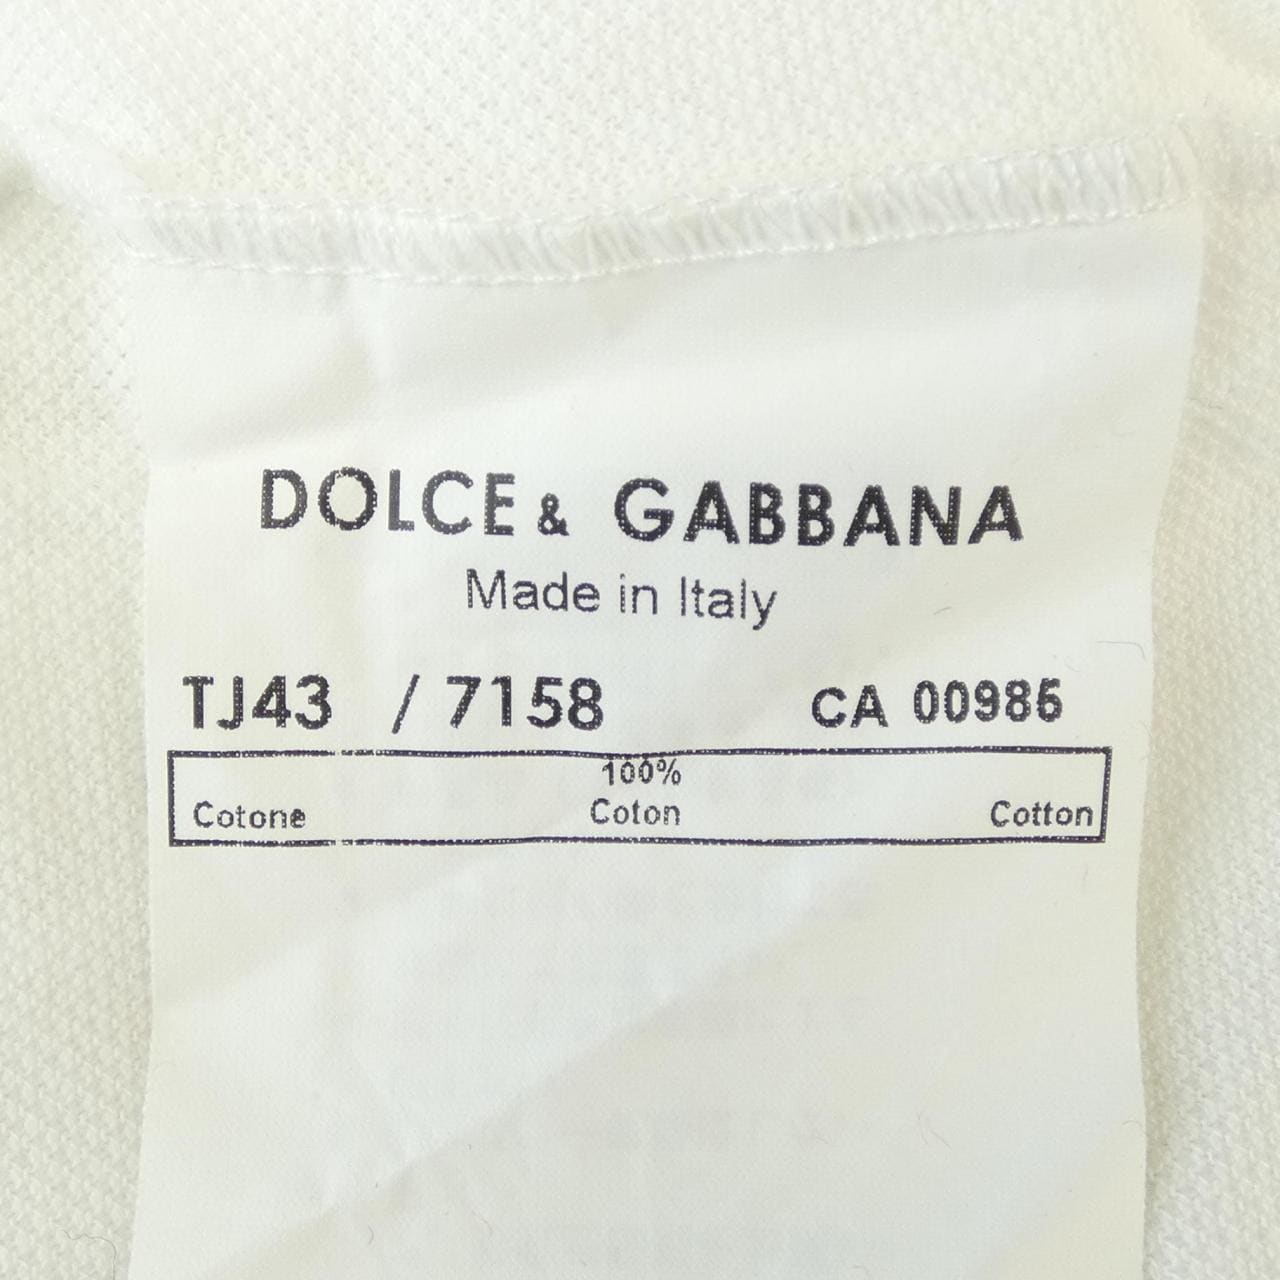 DOLCE & GABBANA
Made in Italy
TJ43 / 7158 CA 00986
100%
Cotone Coton Cotton